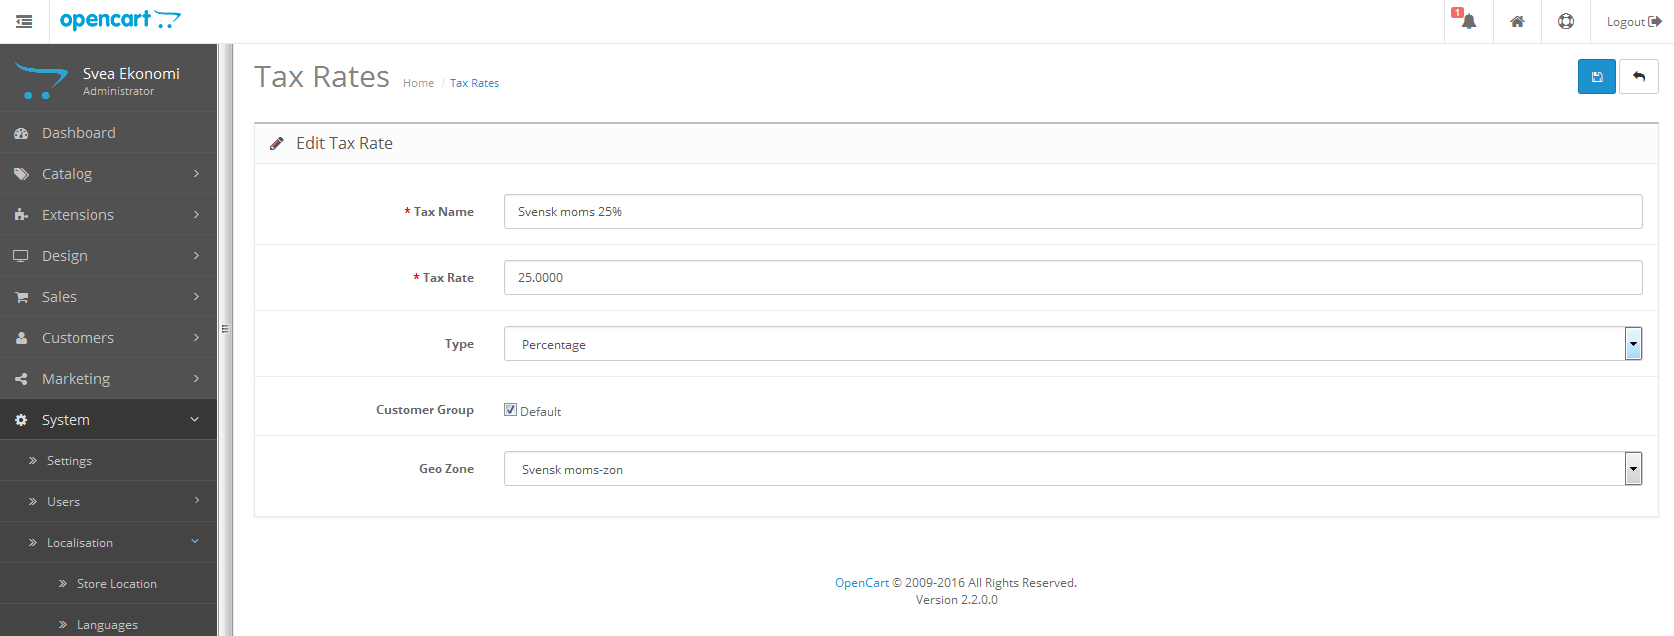 opencart
1
Logout
Svea Ekonomi
Administrator
Dashboard
Catalog
Extensions
Design
Sales
Customers
Marketing
System
Settings
Users
Localisation
Store Location
Languages
Tax Rates Home / Tax Rates
Edit Tax Rate
* Tax Name Svensk moms 25%
* Tax Rate 25.0000
Type Percentage
Customer Group Default
Geo Zone Svensk moms-zon
OpenCart © 2009-2016 All Rights Reserved.
Version 2.2.0.0